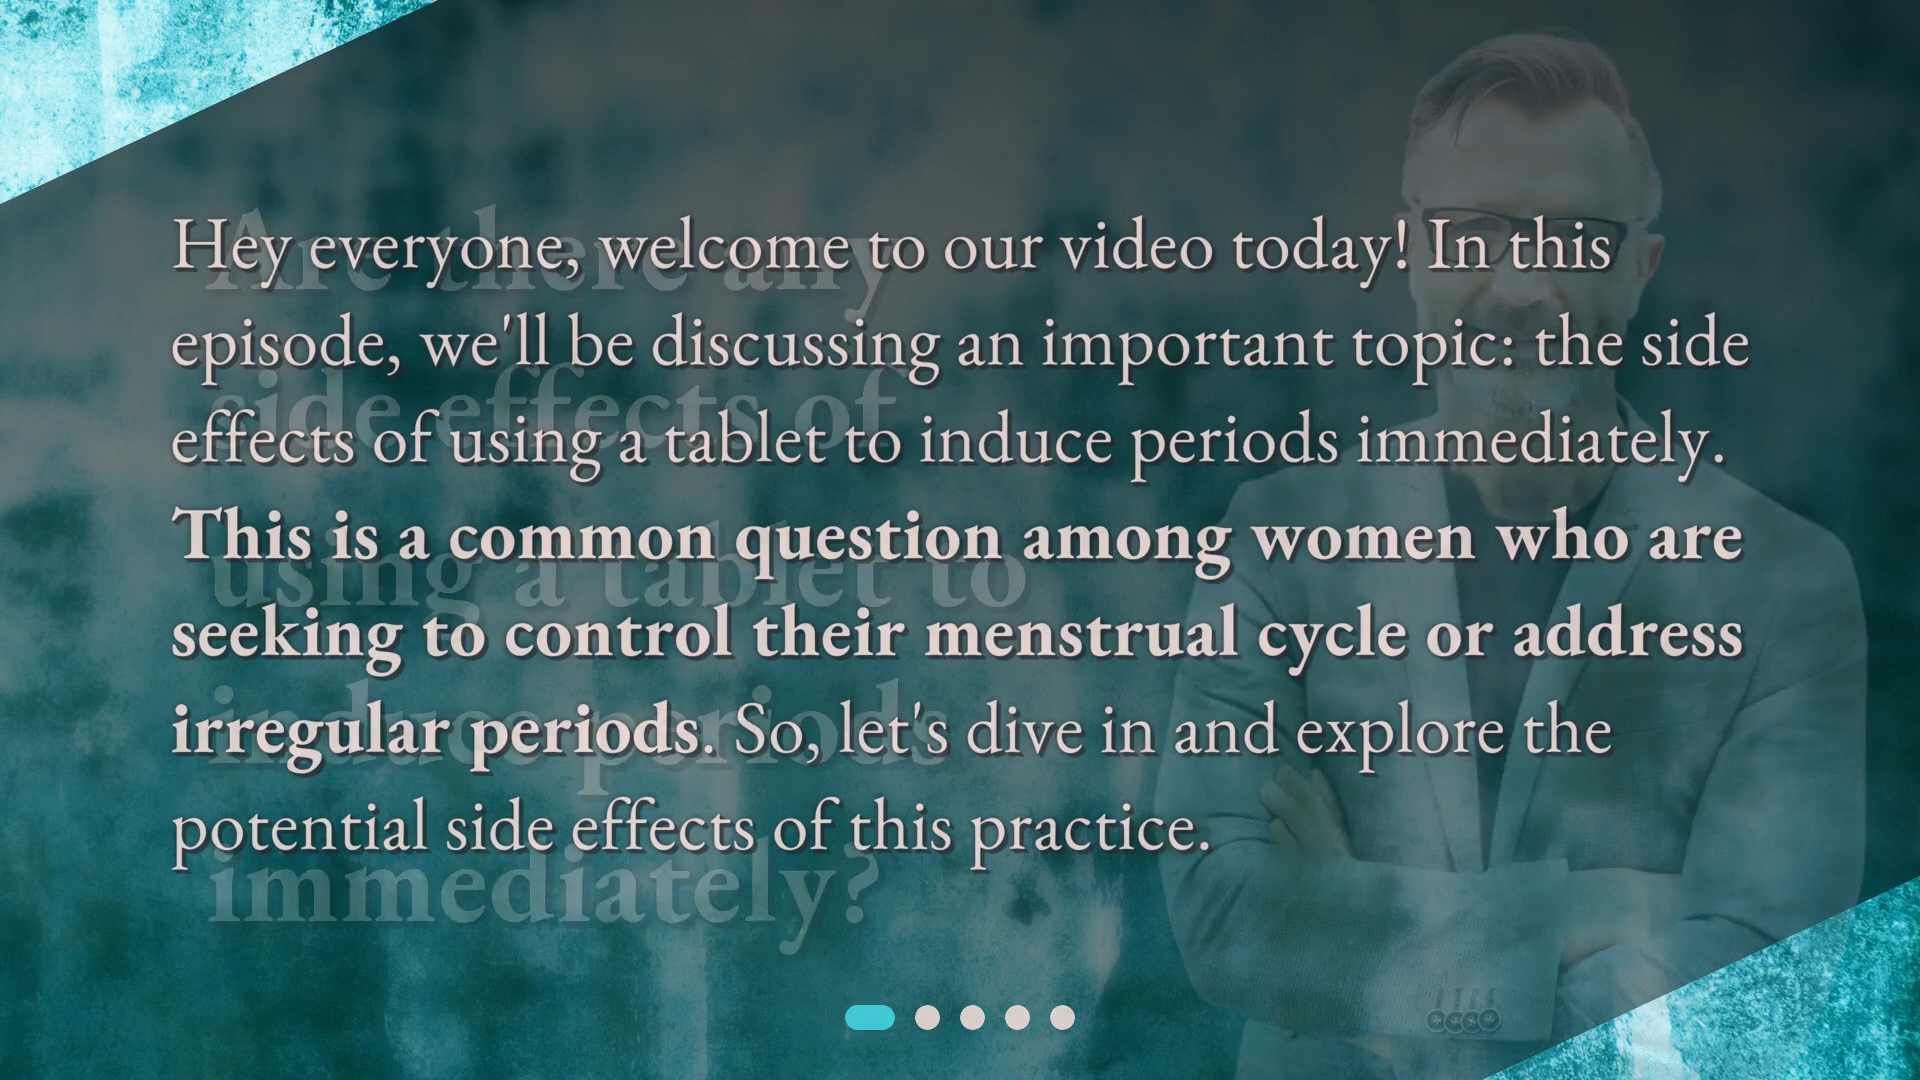 Hey everyone, welcome to our video today! In this
episode, we'll be discussing an important topic: the side
effects of using a tablet to induce periods immediately.
This is a common question among women who are
seeking to control their menstrual cycle or address
irregular periods. So, let's dive in and explore the
potential side effects of this practice.
Are there any
side effects of
using a tablet to
induce periods
immediately?